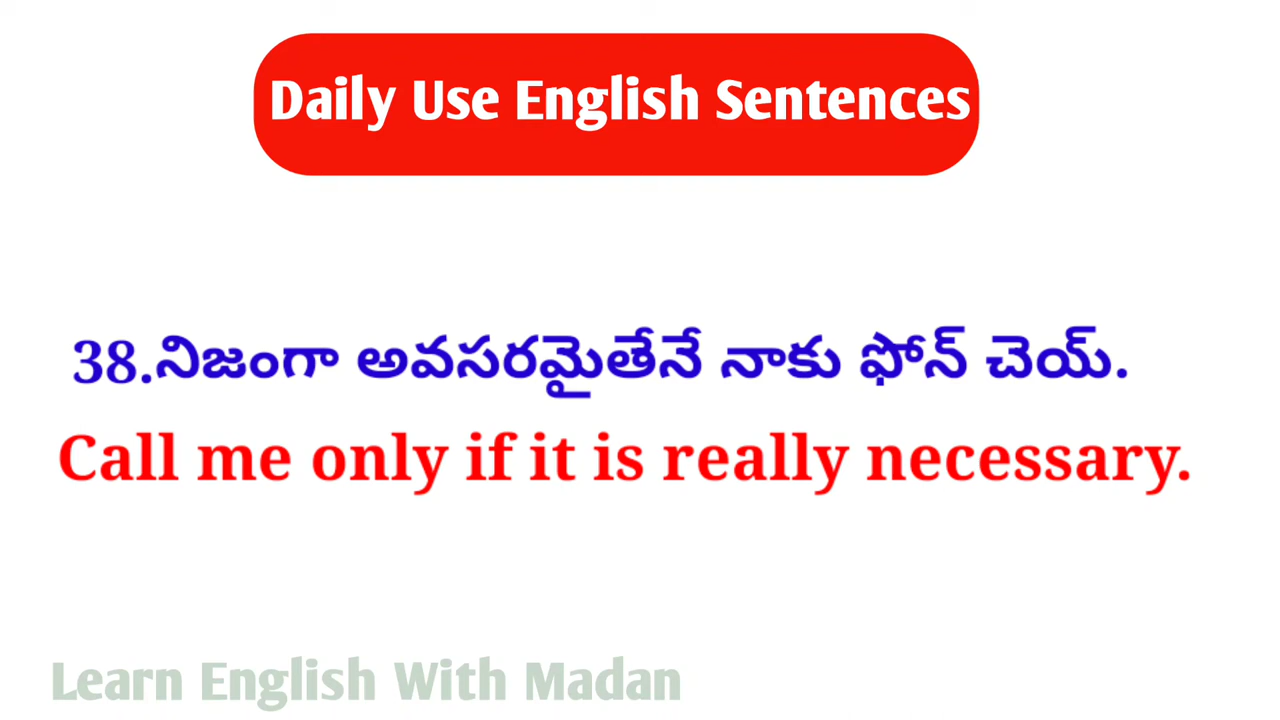 Daily Use English Sentences
38.నిజంగా అవసరమైతేనే నాకు ఫోన్ చెయ్.
Call me only if it is really necessary.
Learn English With Madan